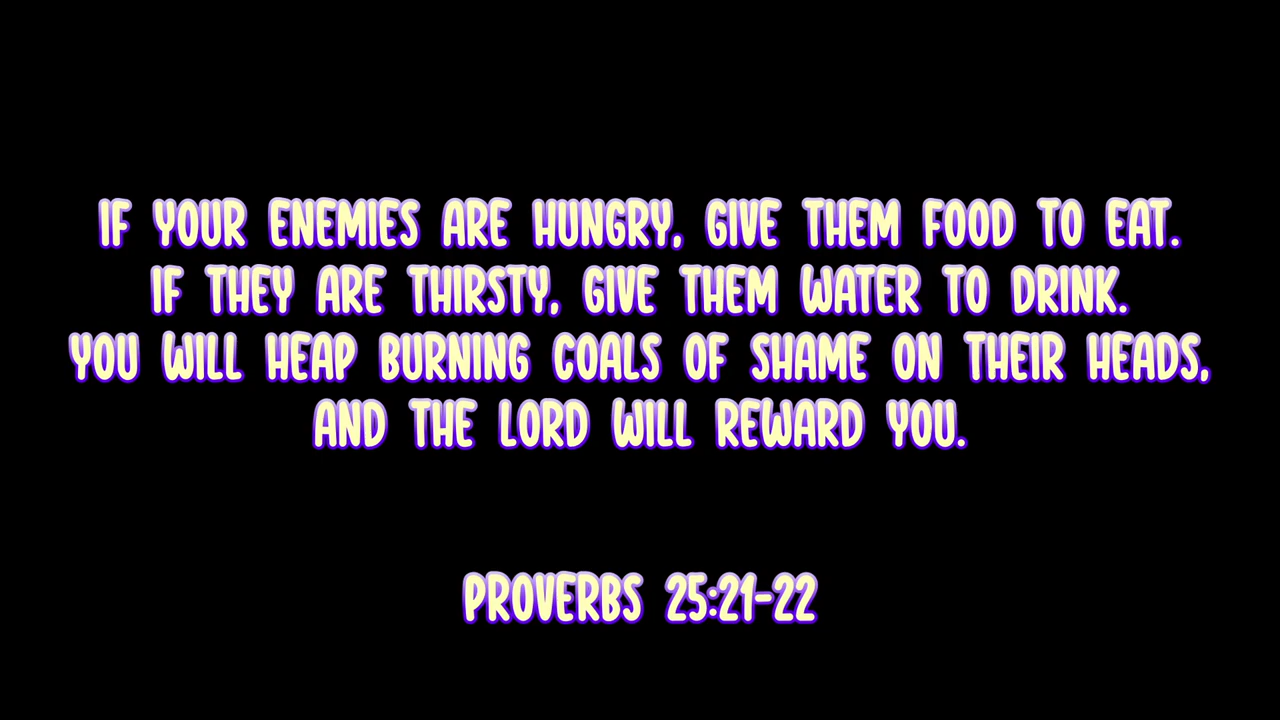 IF YOUR ENEMIES ARE HUNGRY, GIVE THEM FOOD TO EAT.
IF THEY ARE THIRSTY, GIVE THEM WATER TO DRINK.
YOU WILL HEAP BURNING COALS OF SHAME ON THEIR HEADS,
AND THE LORD WILL REWARD YOU.
PROVERBS 25:21-22